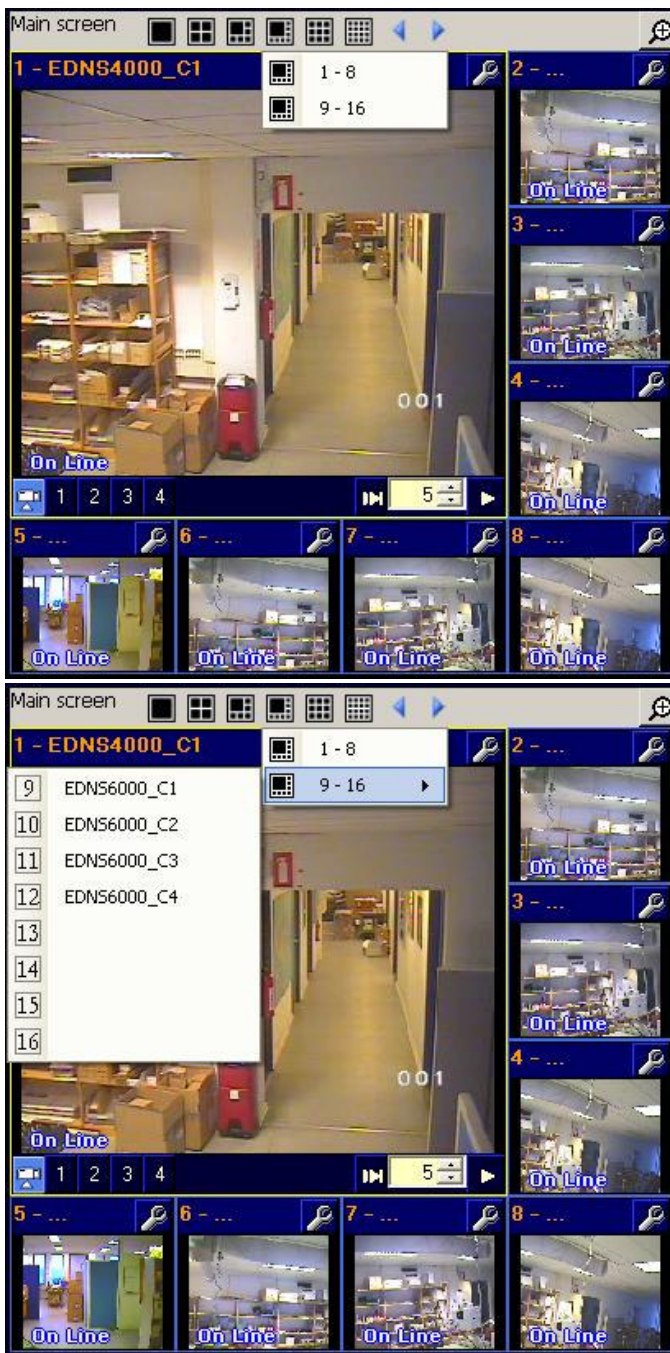 Main screen
1 - EDNS4000_C1
1 - 8
9 - 16
2 - ...
On Line
3 - ...
On Line
4 - ...
On Line
001
On Line
1 2 3 4
5
5 - ...
6 - ...
7 - ...
8 - ...
On Line
On Line
On Line
On Line
Main screen
1 - EDNS4000_C1
1 - 8
9 - 16
2 - ...
On Line
9 EDNS6000_C1
10 EDNS6000_C2
11 EDNS6000_C3
12 EDNS6000_C4
13
14
15
16
3 - ...
On Line
4 - ...
On Line
001
On Line
1 2 3 4
5
5 - ...
6 - ...
7 - ...
8 - ...
On Line
On Line
On Line
On Line